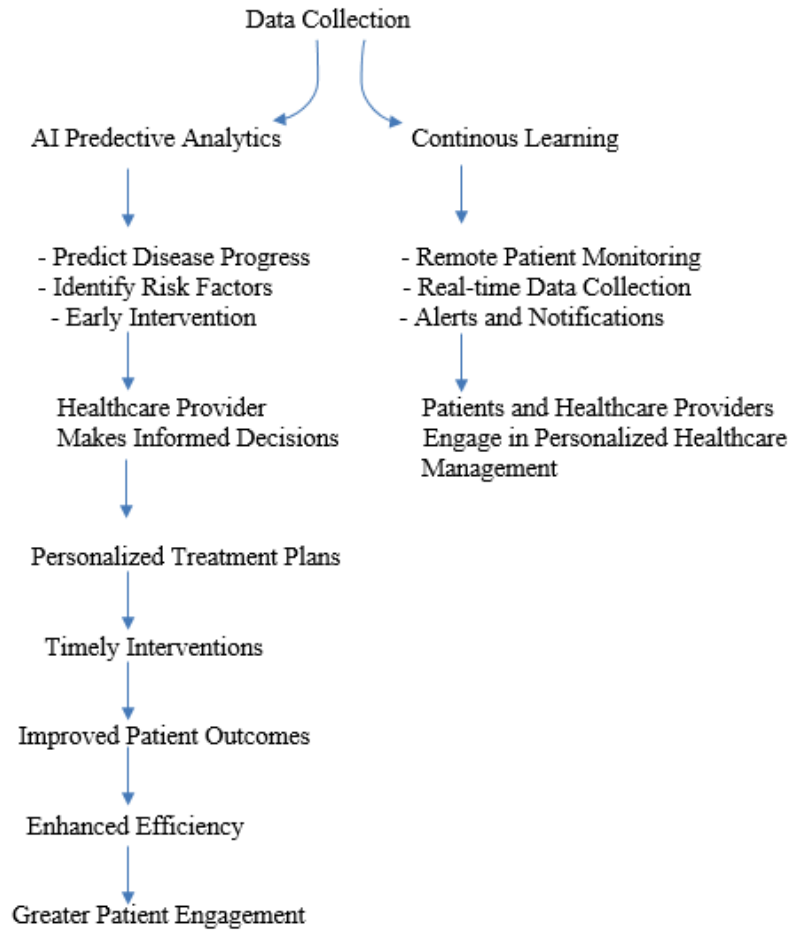 Data Collection
AI Predective Analytics
Continous Learning
- Predict Disease Progress
- Identify Risk Factors
- Early Intervention
- Remote Patient Monitoring
- Real-time Data Collection
- Alerts and Notifications
Healthcare Provider
Makes Informed Decisions
Patients and Healthcare Providers
Engage in Personalized Healthcare
Management
Personalized Treatment Plans
Timely Interventions
Improved Patient Outcomes
Enhanced Efficiency
Greater Patient Engagement